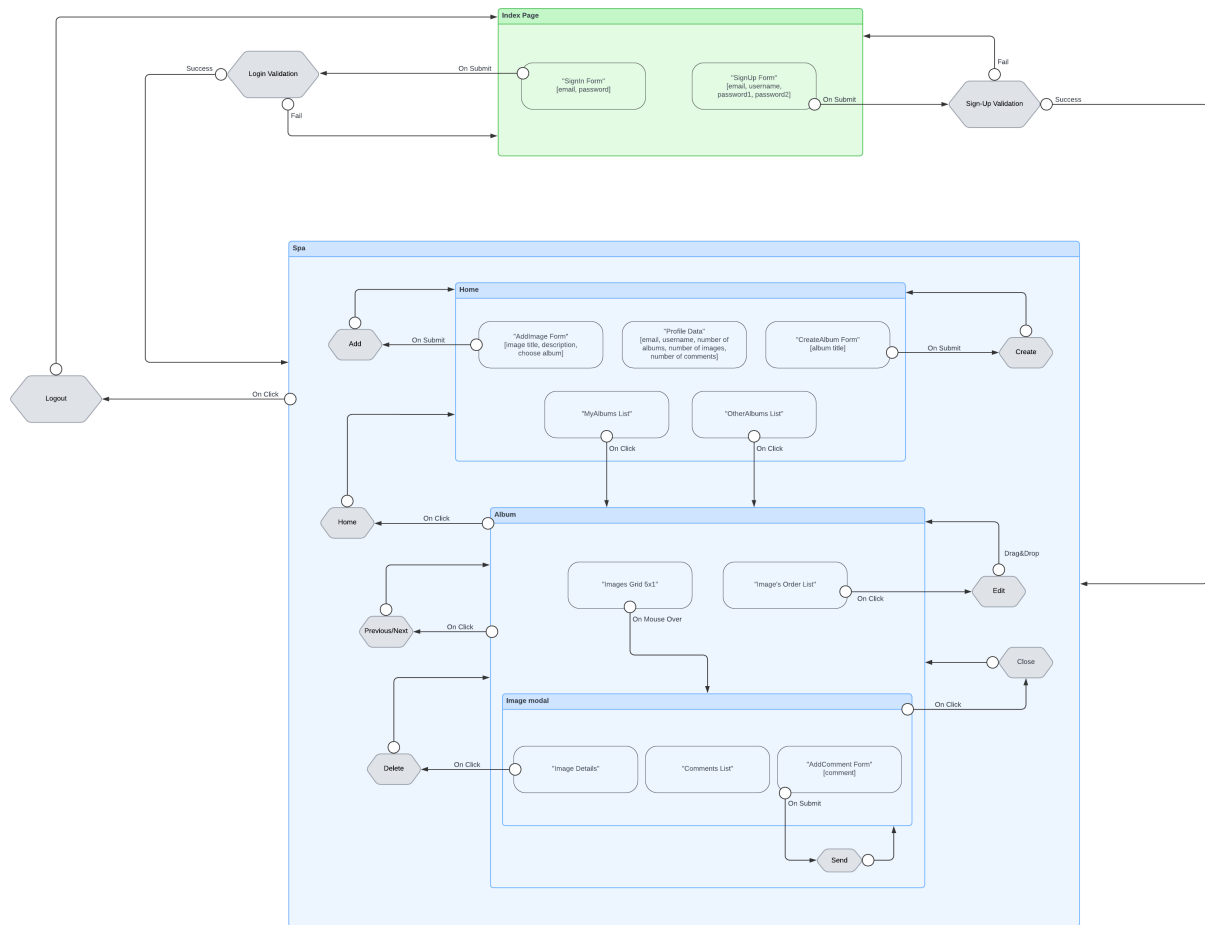 Index Page
"SignIn Form"
[email, password]
"SignUp Form"
[email, username,
password1, password2]
On Submit
Login Validation
Success
Fail
On Submit
Sign-Up Validation
Fail
Success
Spa
Home
"AddImage Form"
[image title, description,
choose album]
"Profile Data"
[email, username, number of
albums, number of images,
number of comments}
"CreateAlbum Form"
[album title]
On Submit
Add
On Submit
Create
Logout
On Click
"MyAlbums List"
"OtherAlbums List"
On Click
On Click
Home
On Click
Album
Drag&Drop
"Images Grid 5x1"
"Image's Order List"
On Click
Edit
On Mouse Over
Previous/Next
On Click
Close
On Click
Image modal
Delete
On Click
"Image Details"
"Comments List"
"AddComment Form"
[comment]
On Submit
Send